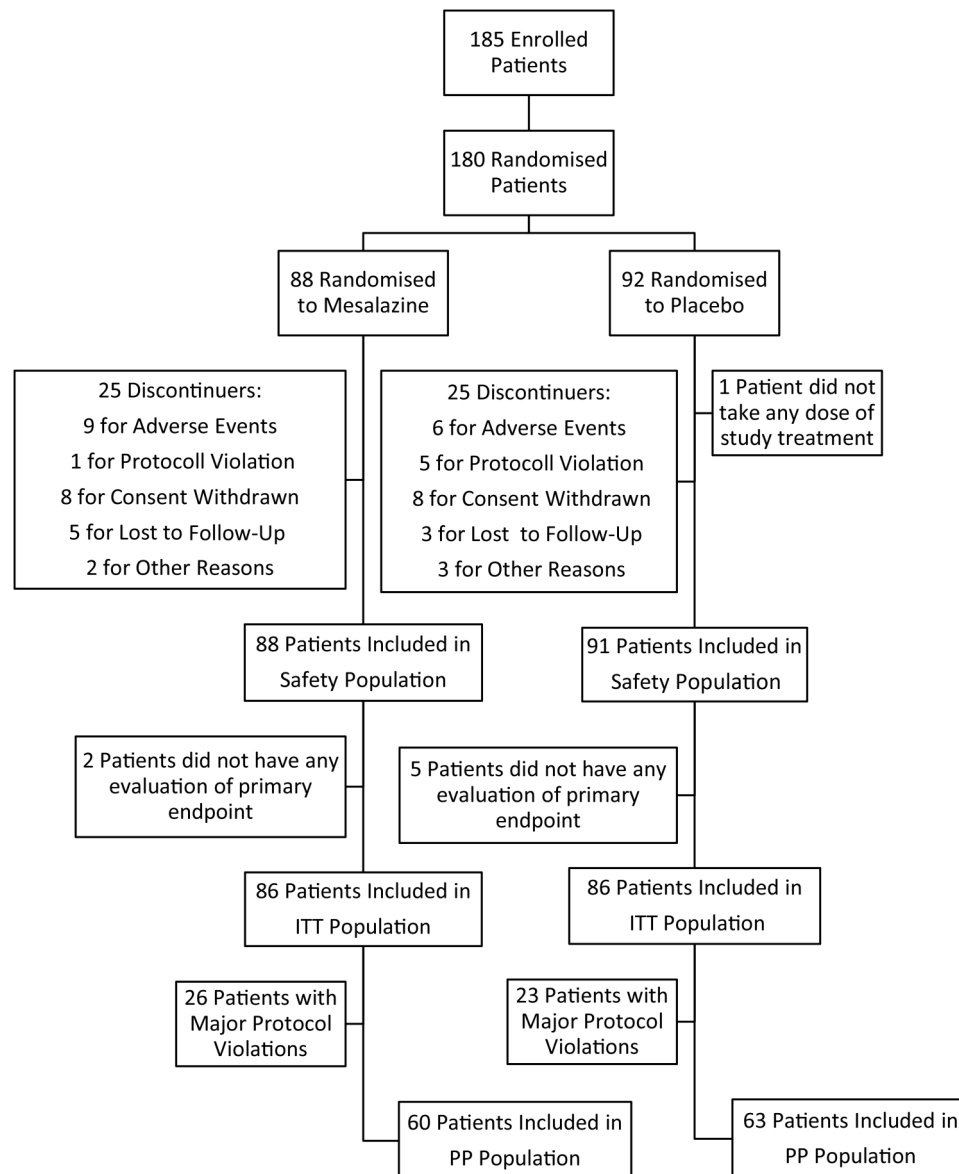 185 Enrolled
Patients
180 Randomised
Patients
88 Randomised
to Mesalazine
92 Randomised
to Placebo
25 Discontinuers:
9 for Adverse Events
1 for Protocoll Violation
8 for Consent Withdrawn
5 for Lost to Follow-Up
2 for Other Reasons
25 Discontinuers:
6 for Adverse Events
5 for Protocoll Violation
8 for Consent Withdrawn
3 for Lost to Follow-Up
3 for Other Reasons
1 Patient did not
take any dose of
study treatment
88 Patients Included in
Safety Population
91 Patients Included in
Safety Population
2 Patients did not have any
evaluation of primary
endpoint
5 Patients did not have any
evaluation of primary
endpoint
86 Patients Included in
ITT Population
86 Patients Included in
ITT Population
26 Patients with
Major Protocol
Violations
23 Patients with
Major Protocol
Violations
60 Patients Included in
PP Population
63 Patients Included in
PP Population